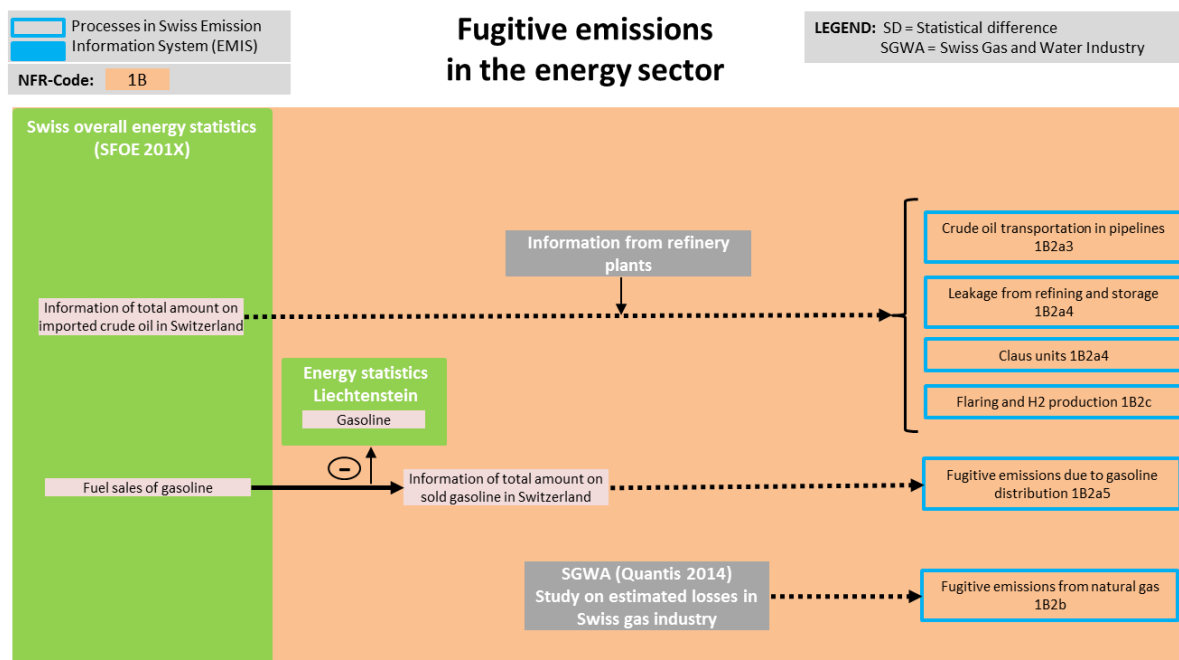 Processes in Swiss Emission
Information System (EMIS)
NFR-Code: 1B
Fugitive emissions
in the energy sector
LEGEND: SD = Statistical difference
SGWA = Swiss Gas and Water Industry
Swiss overall energy statistics
(SFOE 201X)
Information from refinery
plants
Crude oil transportation in pipelines
1B2a3
Leakage from refining and storage
1B2a4
Information of total amount on
imported crude oil in Switzerland
Claus units 1B2a4
Energy statistics
Liechtenstein
Gasoline
Flaring and H2 production 1B2c
−
Fuel sales of gasoline
Information of total amount on
sold gasoline in Switzerland
Fugitive emissions due to gasoline
distribution 1B2a5
SGWA (Quantis 2014)
Study on estimated losses in
Swiss gas industry
Fugitive emissions from natural gas
1B2b